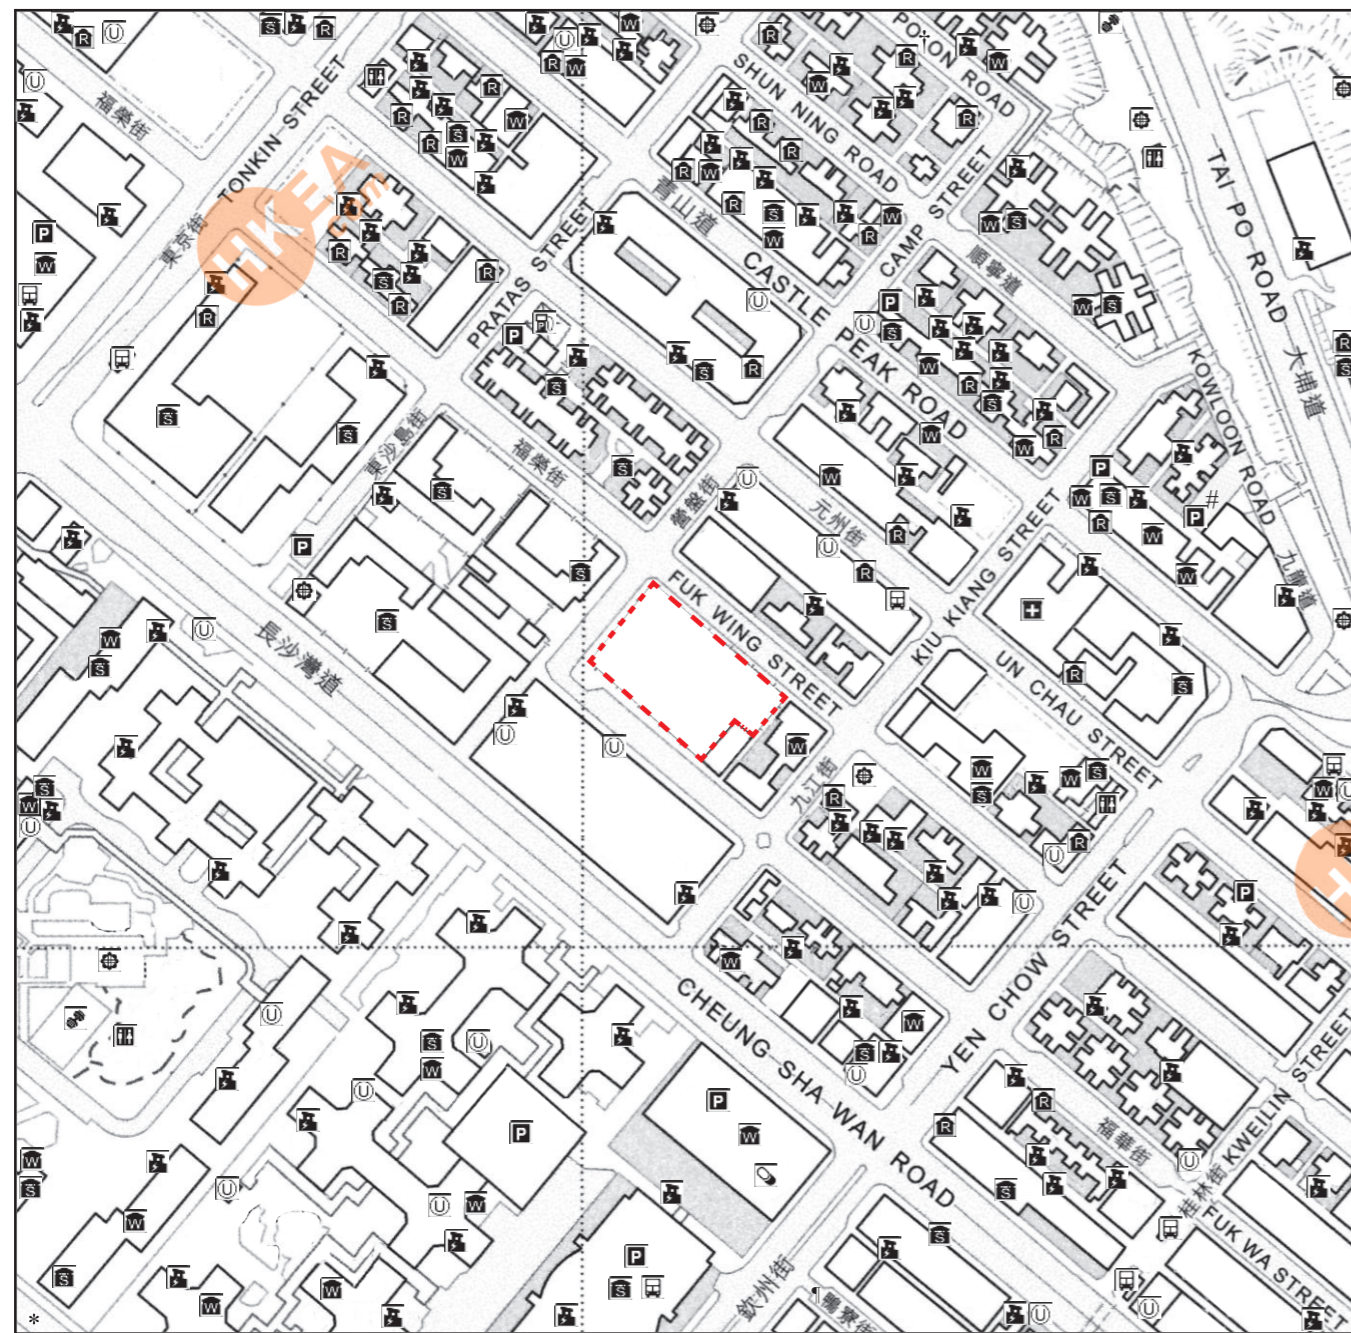 POPON ROAD
SHUN NING ROAD
TONKIN STREET
福榮街
TAI PO ROAD
大埔道
CAMP STREET
順寧道
青山道
CASTLE PEAK ROAD
東京街
HKEA
PRATAS STREET
KOWLOON ROAD
九龍道
東沙島街
福榮街
營盤街
元州街
#
KIU KIANG STREET
FUK WING STREET
UN CHAU STREET
長沙灣道
九江街
YEN CHOW STREET
CHEUNG SHA WAN ROAD
KWEILIN STREET
福華街
桂林街
FUK WA STREET
欽州街
¶
鴨寮街
*